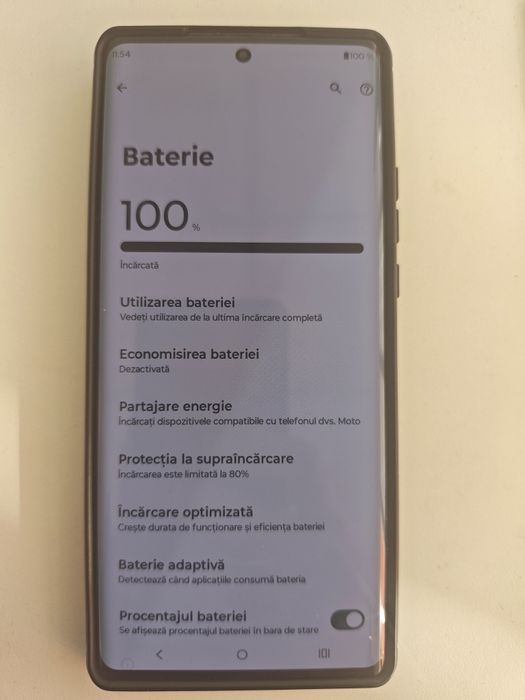 11:54
100 %
Baterie
100 %
Încărcată
Utilizarea bateriei
Vedeți utilizarea de la ultima încărcare completă
Economisirea bateriei
Dezactivată
Partajare energie
Încărcați dispozitivele compatibile cu telefonul dvs. Moto
Protecția la supraîncărcare
Încărcarea este limitată la 80%
Încărcare optimizată
Crește durata de funcționare și eficiența bateriei
Baterie adaptivă
Detectează când aplicațiile consumă bateria
Procentajul bateriei
Se afișează procentajul bateriei în bara de stare